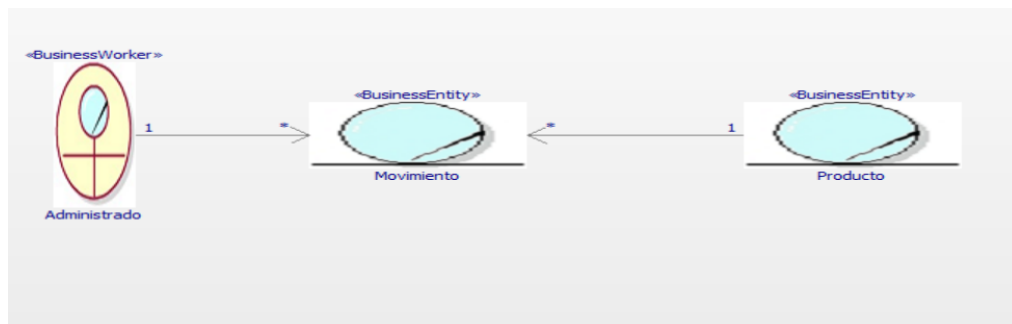 «BusinessWorker»
1
*
Administrado
«BusinessEntity»
Movimiento
*
1
«BusinessEntity»
Producto